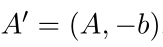 A′ = (A, −b)